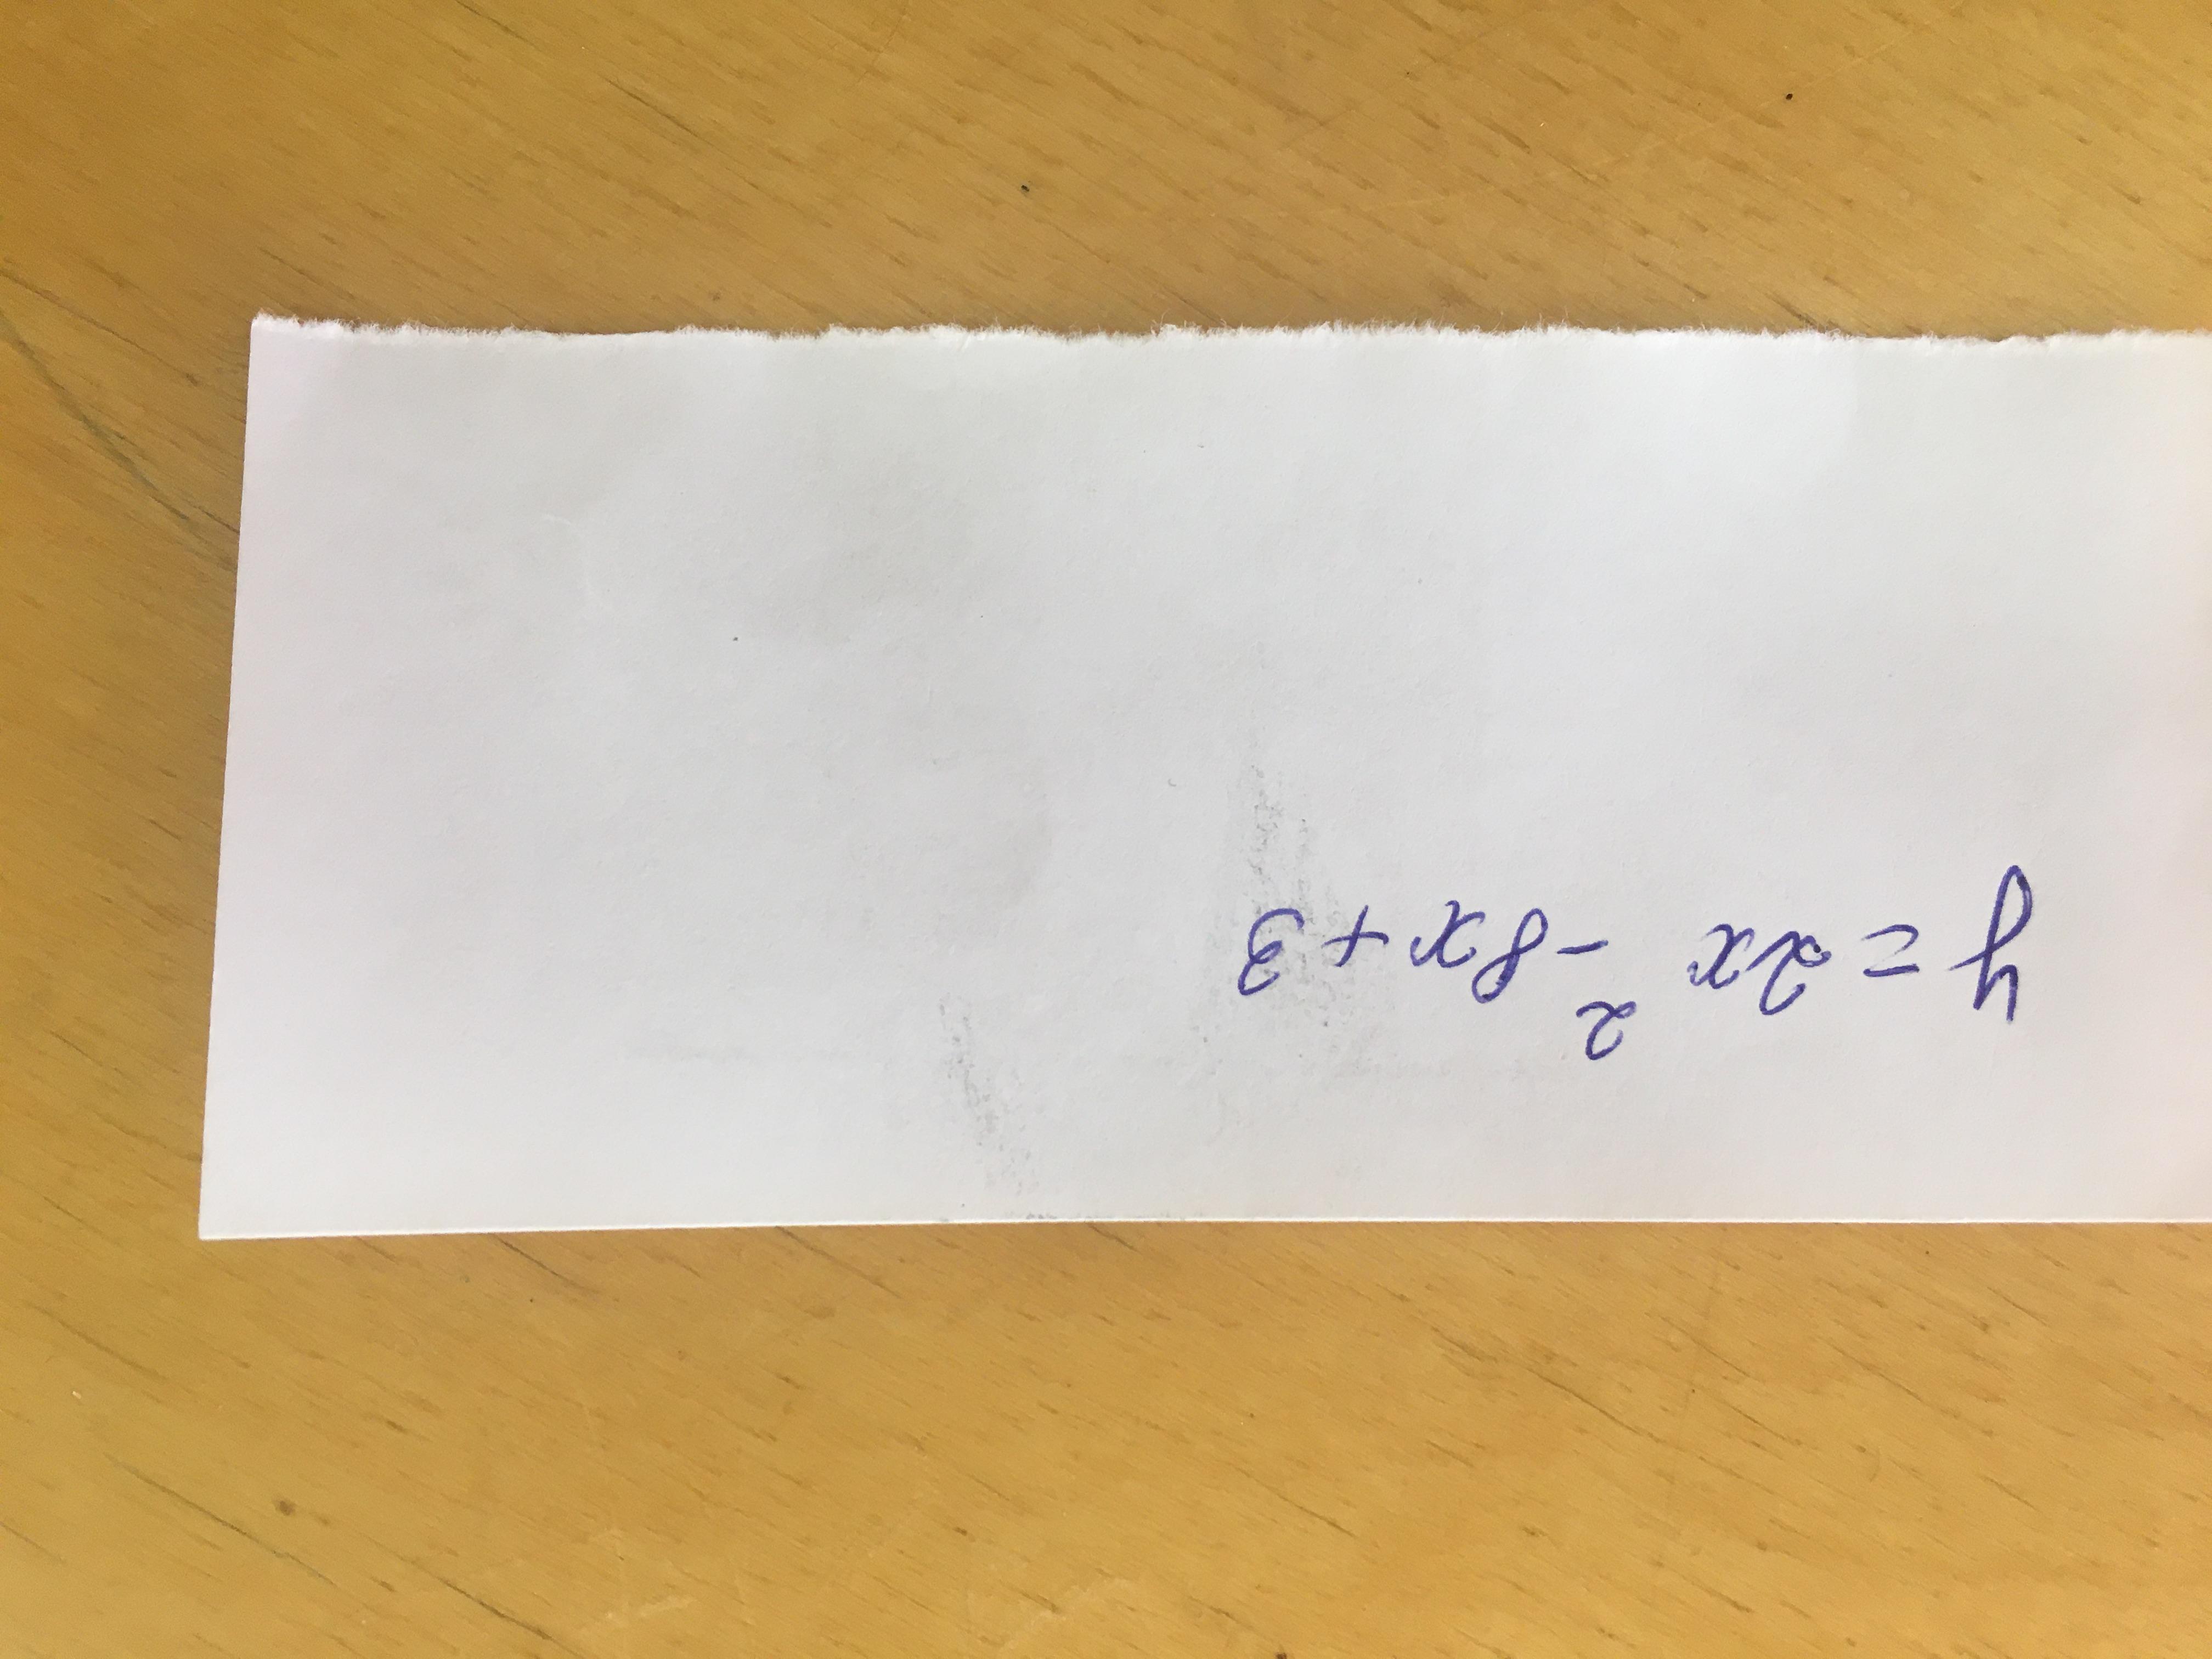 y = 2x² - 8x + 3